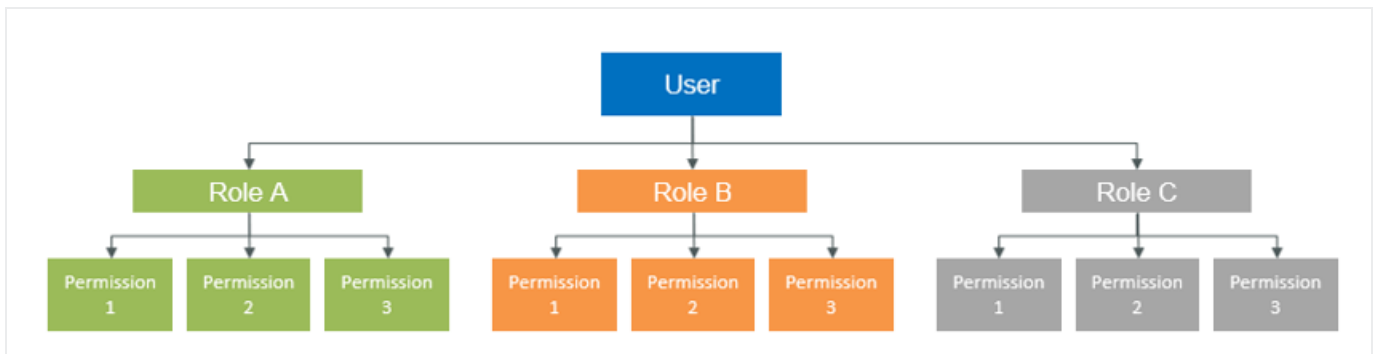 User
Role A
Role B
Role C
Permission
1
Permission
2
Permission
3
Permission
1
Permission
2
Permission
3
Permission
1
Permission
2
Permission
3